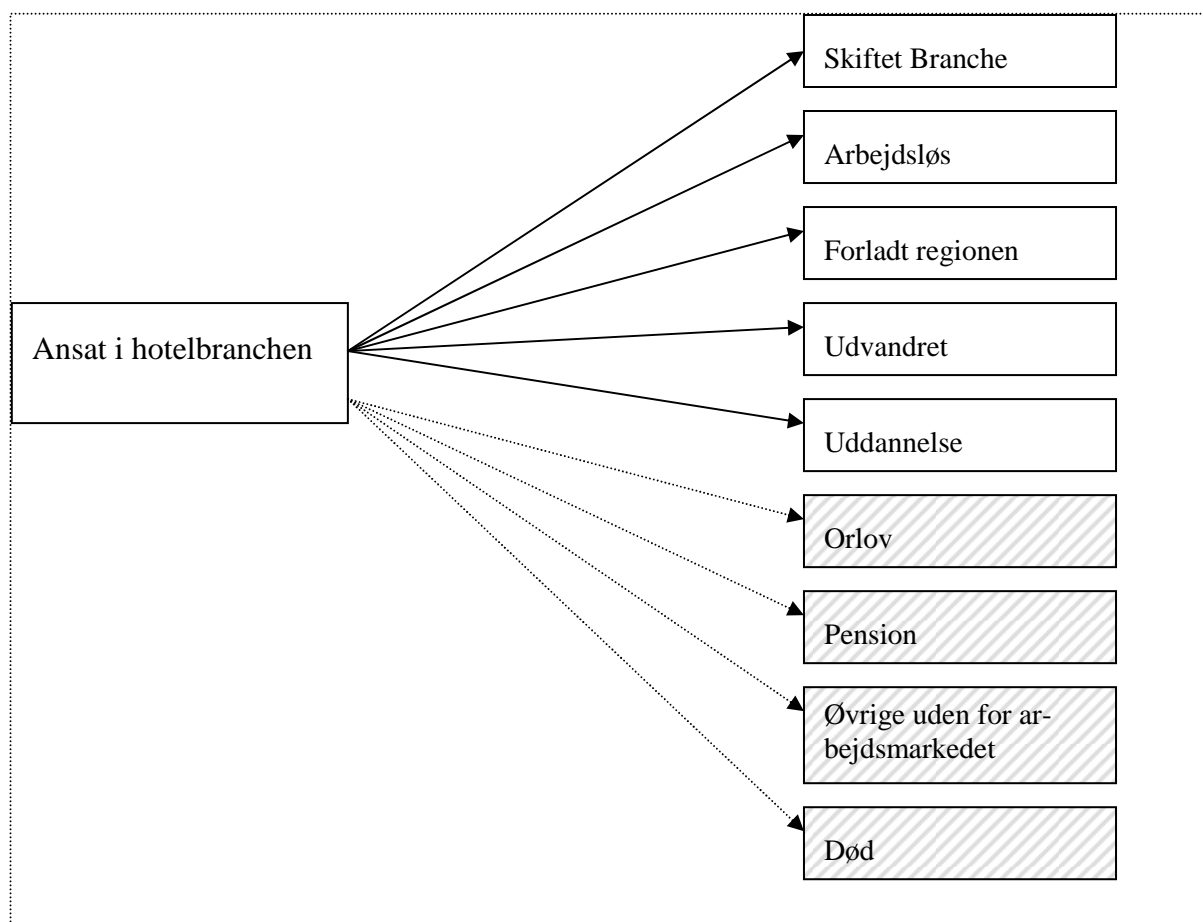 Skiftet Branche
Arbejdsløs
Forladt regionen
Ansat i hotelbranchen
Udvandret
Uddannelse
Orlov
Pension
Øvrige uden for ar-
bejdsmarkedet
Død